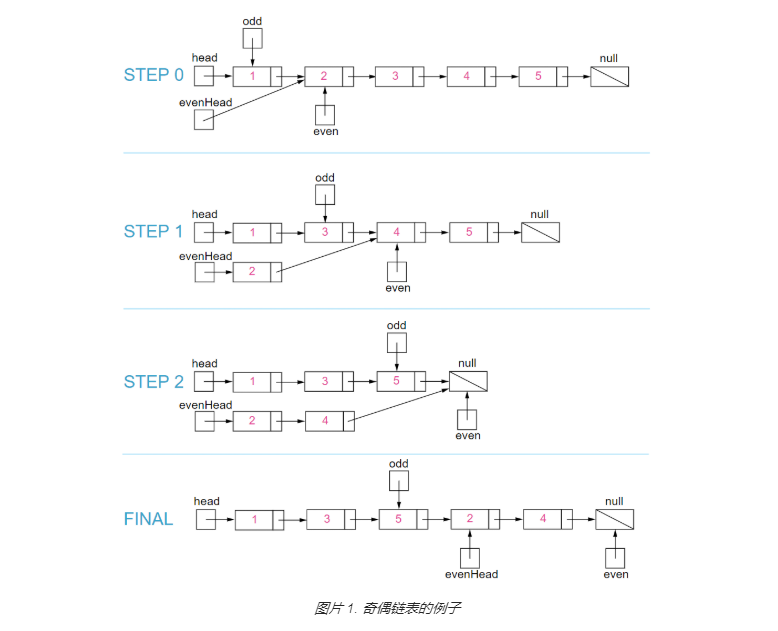 odd
head
null
STEP 0
1
2
3
4
5
evenHead
even
odd
head
null
STEP 1
1
3
4
5
evenHead
2
even
odd
head
null
STEP 2
1
3
5
evenHead
2
4
even
odd
head
null
FINAL
1
3
5
2
4
evenHead
even
图片 1. 奇偶链表的例子